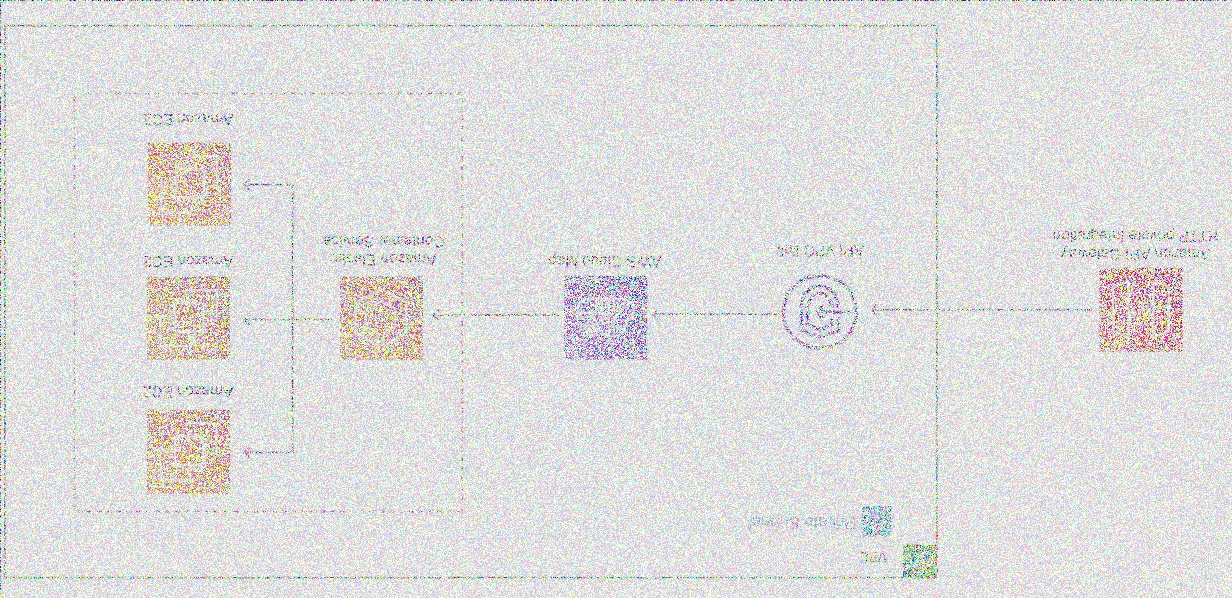 VPC
Private Subnet
Amazon API Gateway
HTTP private integration
API VPC link
AWS Cloud Map
Amazon Elastic
Container Service
Amazon EC2
Amazon EC2
Amazon EC2